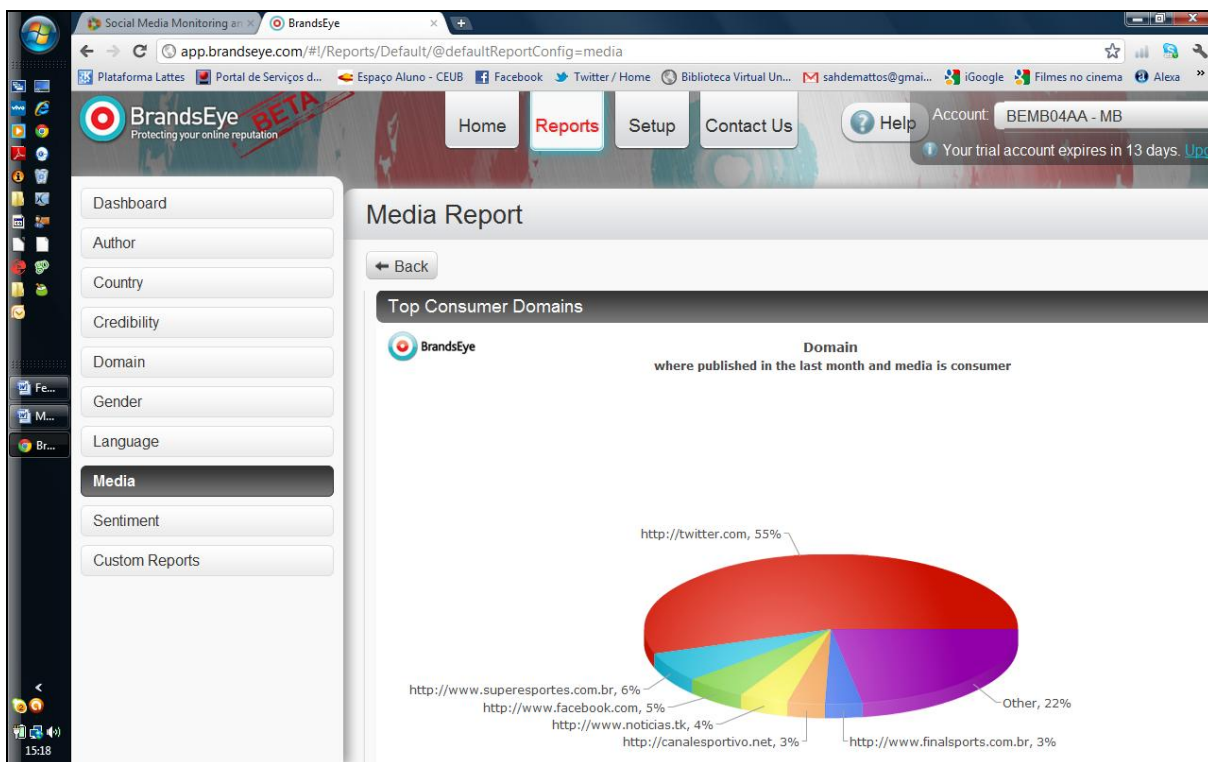 Social Media Monitoring an
BrandsEye
app.brandseye.com/#!/Reports/Default/@defaultReportConfig=media
Plataforma Lattes
Portal de Serviços d...
Espaço Aluno - CEUB
Facebook
Twitter / Home
Biblioteca Virtual Un...
sahdemattos@gmai...
iGoogle
Filmes no cinema
Alexa
»
BrandsEye
Protecting your online reputation
BETA
Home
Reports
Setup
Contact Us
Help
Account:
BEMB04AA - MB
Your trial account expires in 13 days.
Dashboard
Author
Country
Credibility
Domain
Gender
Language
Media
Sentiment
Custom Reports
Media Report
Back
Top Consumer Domains
BrandsEye
Domain
where published in the last month and media is consumer
http://twitter.com, 55%
http://www.superesportes.com.br, 6%
http://www.facebook.com, 5%
http://www.noticias.tk, 4%
http://canalesportivo.net, 3%
http://www.finalsports.com.br, 3%
Other, 22%
Fe...
M...
Br...
15:18